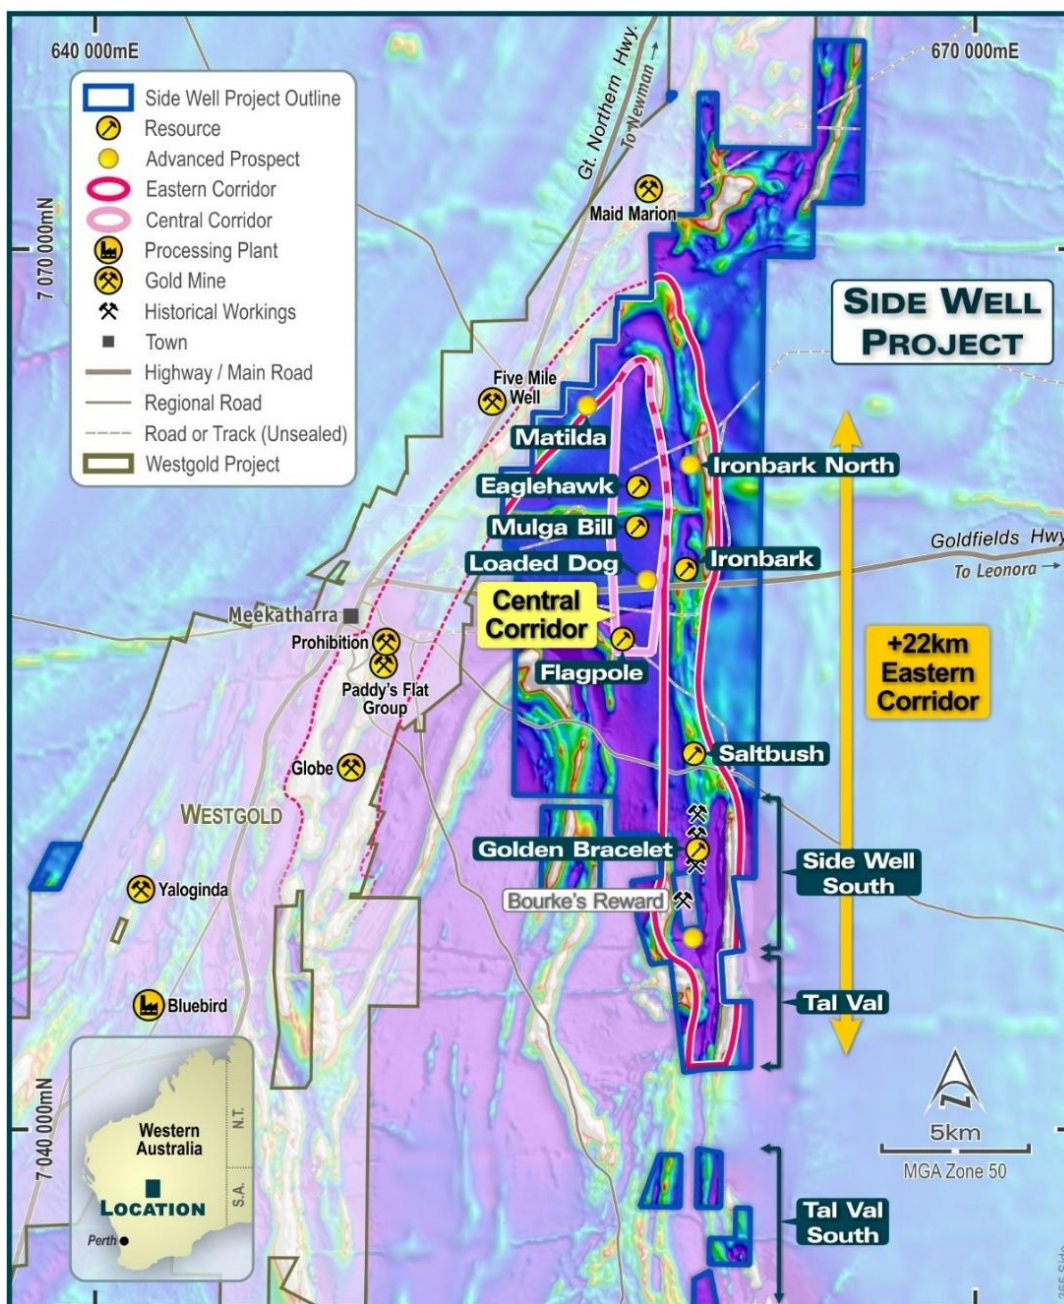 640 000mE
670 000mE
7 070 000mN
7 040 000mN
Side Well Project Outline
Resource
Advanced Prospect
Eastern Corridor
Central Corridor
Processing Plant
Gold Mine
Historical Workings
Town
Highway / Main Road
Regional Road
Road or Track (Unsealed)
Westgold Project
Gt. Northern Hwy.
To Newman →
Maid Marion
SIDE WELL
PROJECT
Five Mile
Well
Matilda
Ironbark North
Eaglehawk
Mulga Bill
Loaded Dog
Ironbark
Goldfields Hwy
To Leonora →
Central
Corridor
Meekatharra
Prohibition
Paddy's Flat
Group
Flagpole
+22km
Eastern
Corridor
Globe
Saltbush
WESTGOLD
Golden Bracelet
Side Well
South
Yaloginda
Bourke's Reward
Bluebird
Tal Val
Western
Australia
N.T.
S.A.
LOCATION
Perth
N
5km
MGA Zone 50
Tal Val
South